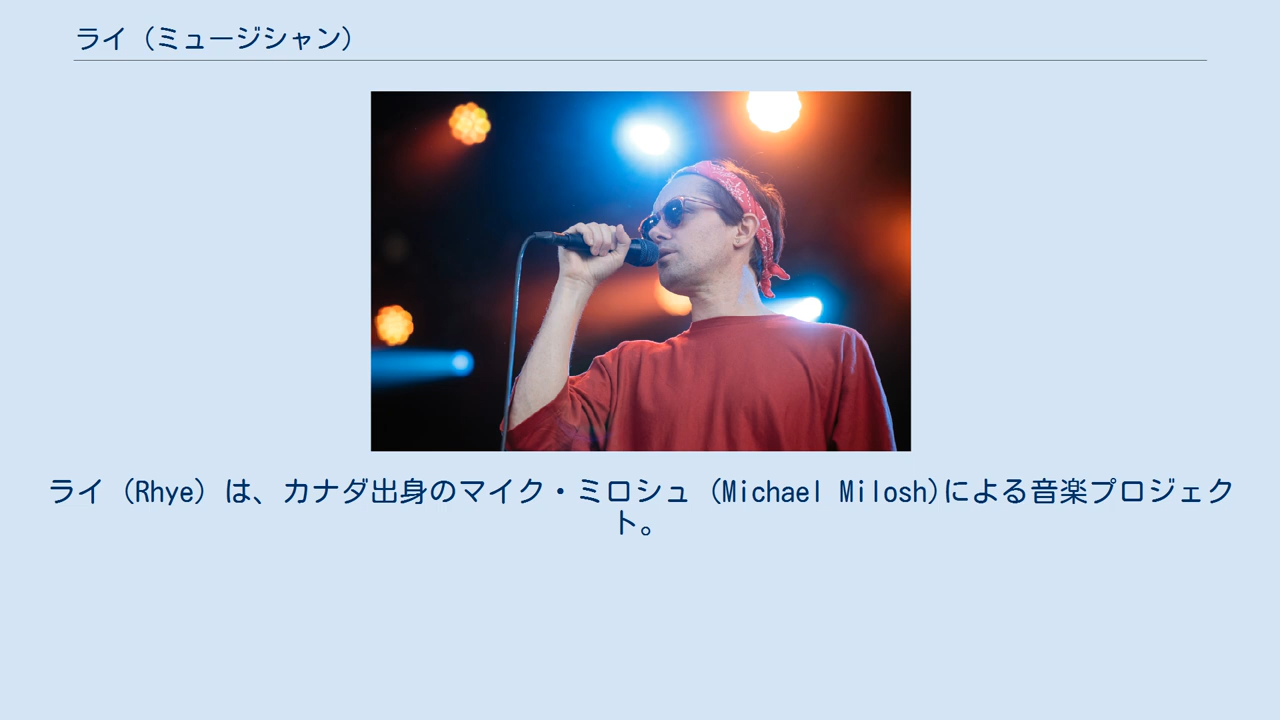 ライ（ミュージシャン）
ライ（Rhye）は、カナダ出身のマイク・ミロシュ（Michael Milosh)による音楽プロジェク
ト。